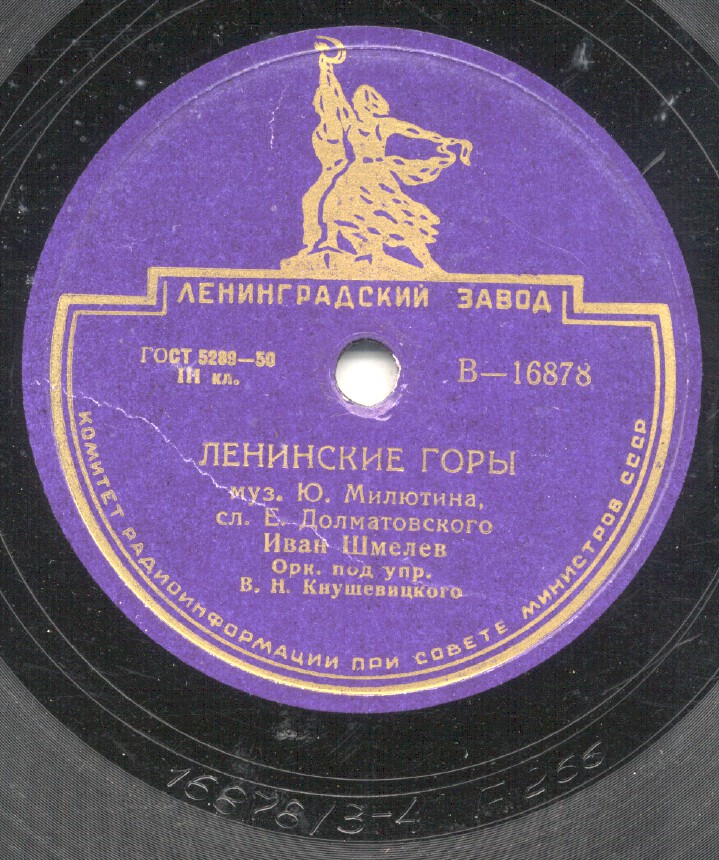 ЛЕНИНГРАДСКИЙ ЗАВОД
ГОСТ 5289—50
III кл.
В—16878
ЛЕНИНСКИЕ ГОРЫ
муз. Ю. Милютина,
сл. Е. Долматовского
Иван Шмелев
Орк. под упр.
В. Н. Кнушевицкого
КОМИТЕТ РАДИОИНФОРМАЦИИ ПРИ СОВЕТЕ МИНИСТРОВ СССР
16878/3-4
266